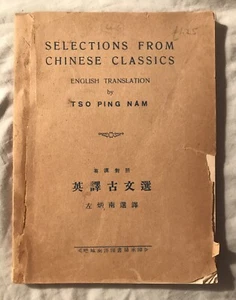 SELECTIONS FROM
CHINESE CLASSICS
ENGLISH TRANSLATION
by
TSO PING NAM
英譯古文選
左炳南選譯